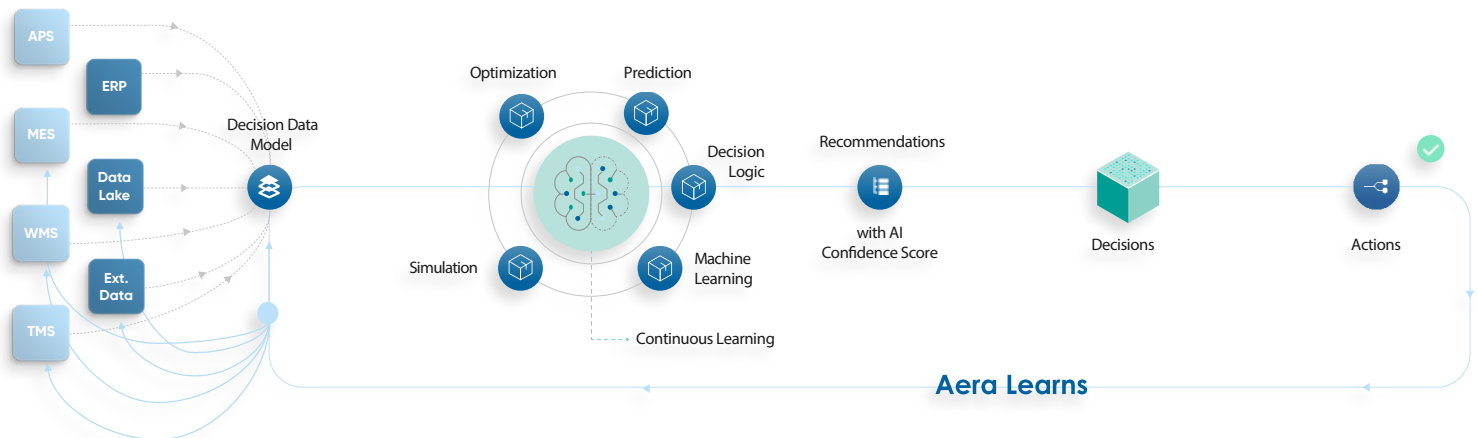 APS
ERP
MES
Data
Lake
WMS
Ext.
Data
TMS
Decision Data
Model
Optimization
Prediction
Decision
Logic
Simulation
Machine
Learning
Continuous Learning
Recommendations
with AI
Confidence Score
Decisions
Actions
Aera Learns